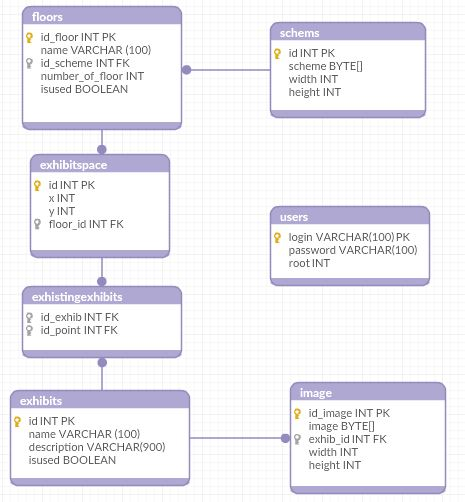 floors
id_floor INT PK
name VARCHAR (100)
id_scheme INT FK
number_of_floor INT
isused BOOLEAN
schems
id INT PK
scheme BYTE[]
width INT
height INT
exhibitspace
id INT PK
x INT
y INT
floor_id INT FK
users
login VARCHAR(100) PK
password VARCHAR(100)
root INT
exhistingexhibits
id_exhib INT FK
id_point INT FK
exhibits
id INT PK
name VARCHAR (100)
description VARCHAR(900)
isused BOOLEAN
image
id_image INT PK
image BYTE[]
exhib_id INT FK
width INT
height INT